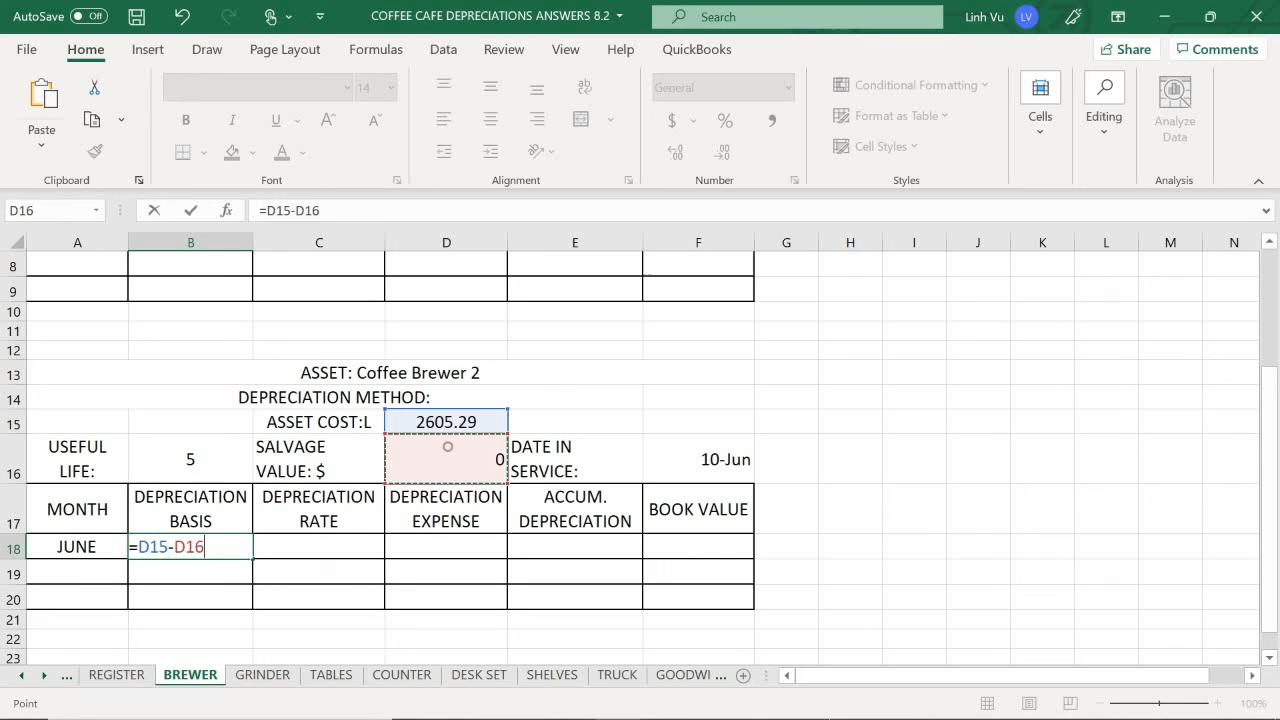 AutoSave Off COFFEE CAFE DEPRECIATIONS ANSWERS 8.2 Search Linh Vu LV
File Home Insert Draw Page Layout Formulas Data Review View Help QuickBooks Share Comments
Paste 14 B I U A A A General $ % , Conditional Formatting Format as Table Cell Styles Cells Editing Analyze Data
Clipboard Font Alignment Number Styles Analysis
D16 fx =D15-D16
A B C D E F G H I J K L M N
8
9
10
11
12
13 ASSET: Coffee Brewer 2
14 DEPRECIATION METHOD:
15 ASSET COST:L 2605.29
16 USEFUL LIFE: 5 SALVAGE VALUE: $ 0 DATE IN SERVICE: 10-Jun
17 MONTH DEPRECIATION BASIS DEPRECIATION RATE DEPRECIATION EXPENSE ACCUM. DEPRECIATION BOOK VALUE
18 JUNE =D15-D16
19
20
21
22
23
... REGISTER BREWER GRINDER TABLES COUNTER DESK SET SHELVES TRUCK GOODWI ...
Point 100%